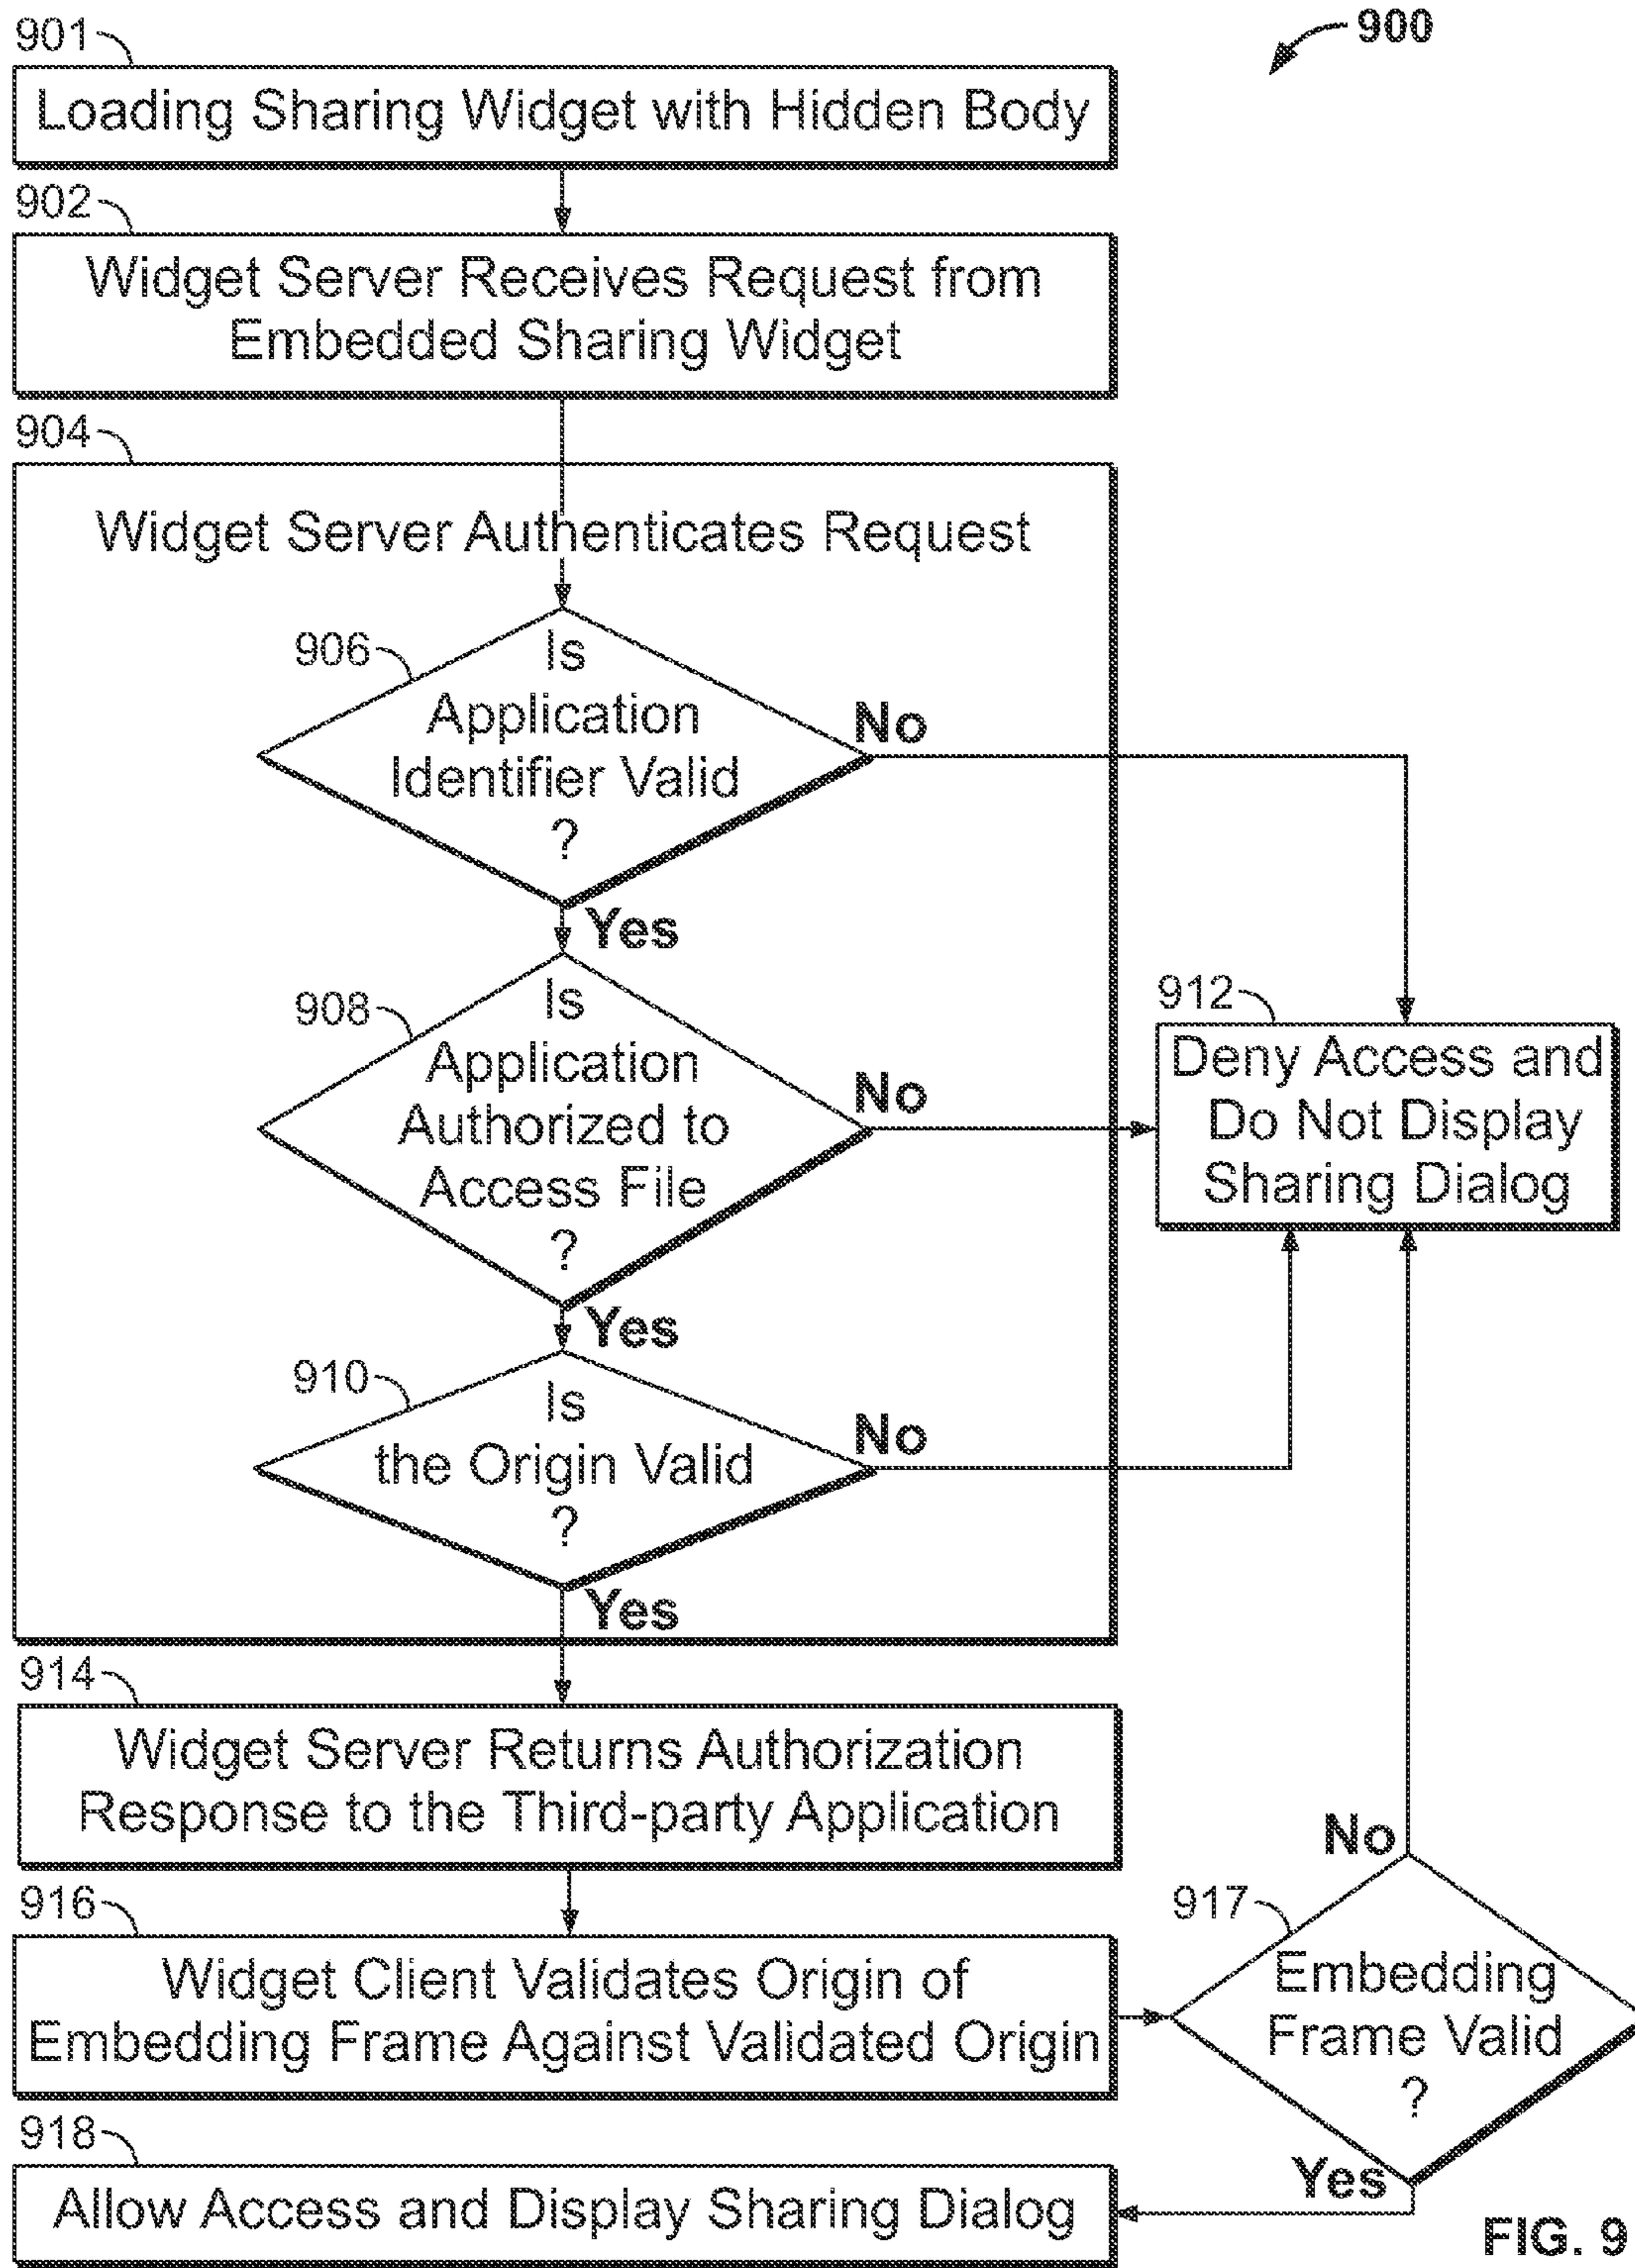 900
901
Loading Sharing Widget with Hidden Body
902
Widget Server Receives Request from
Embedded Sharing Widget
904
Widget Server Authenticates Request
906
Is
Application
Identifier Valid
?
No
Yes
908
Is
Application
Authorized to
Access File
?
No
Yes
912
Deny Access and
Do Not Display
Sharing Dialog
910
Is
the Origin Valid
?
No
Yes
914
Widget Server Returns Authorization
Response to the Third-party Application
916
Widget Client Validates Origin of
Embedding Frame Against Validated Origin
917
Embedding
Frame Valid
?
No
Yes
918
Allow Access and Display Sharing Dialog
FIG. 9